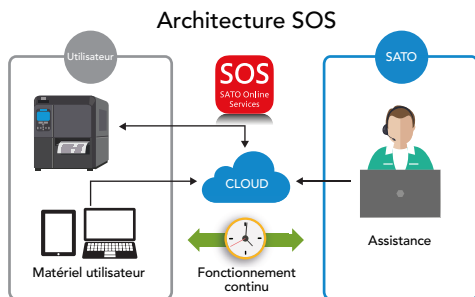 Architecture SOS
Utilisateur
SOS
SATO Online
Services
SATO
CLOUD
Matériel utilisateur
Fonctionnement
continu
Assistance